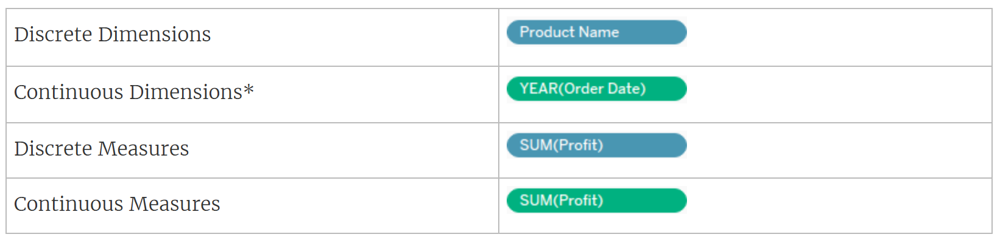 Discrete Dimensions
Product Name
Continuous Dimensions*
YEAR(Order Date)
Discrete Measures
SUM(Profit)
Continuous Measures
SUM(Profit)